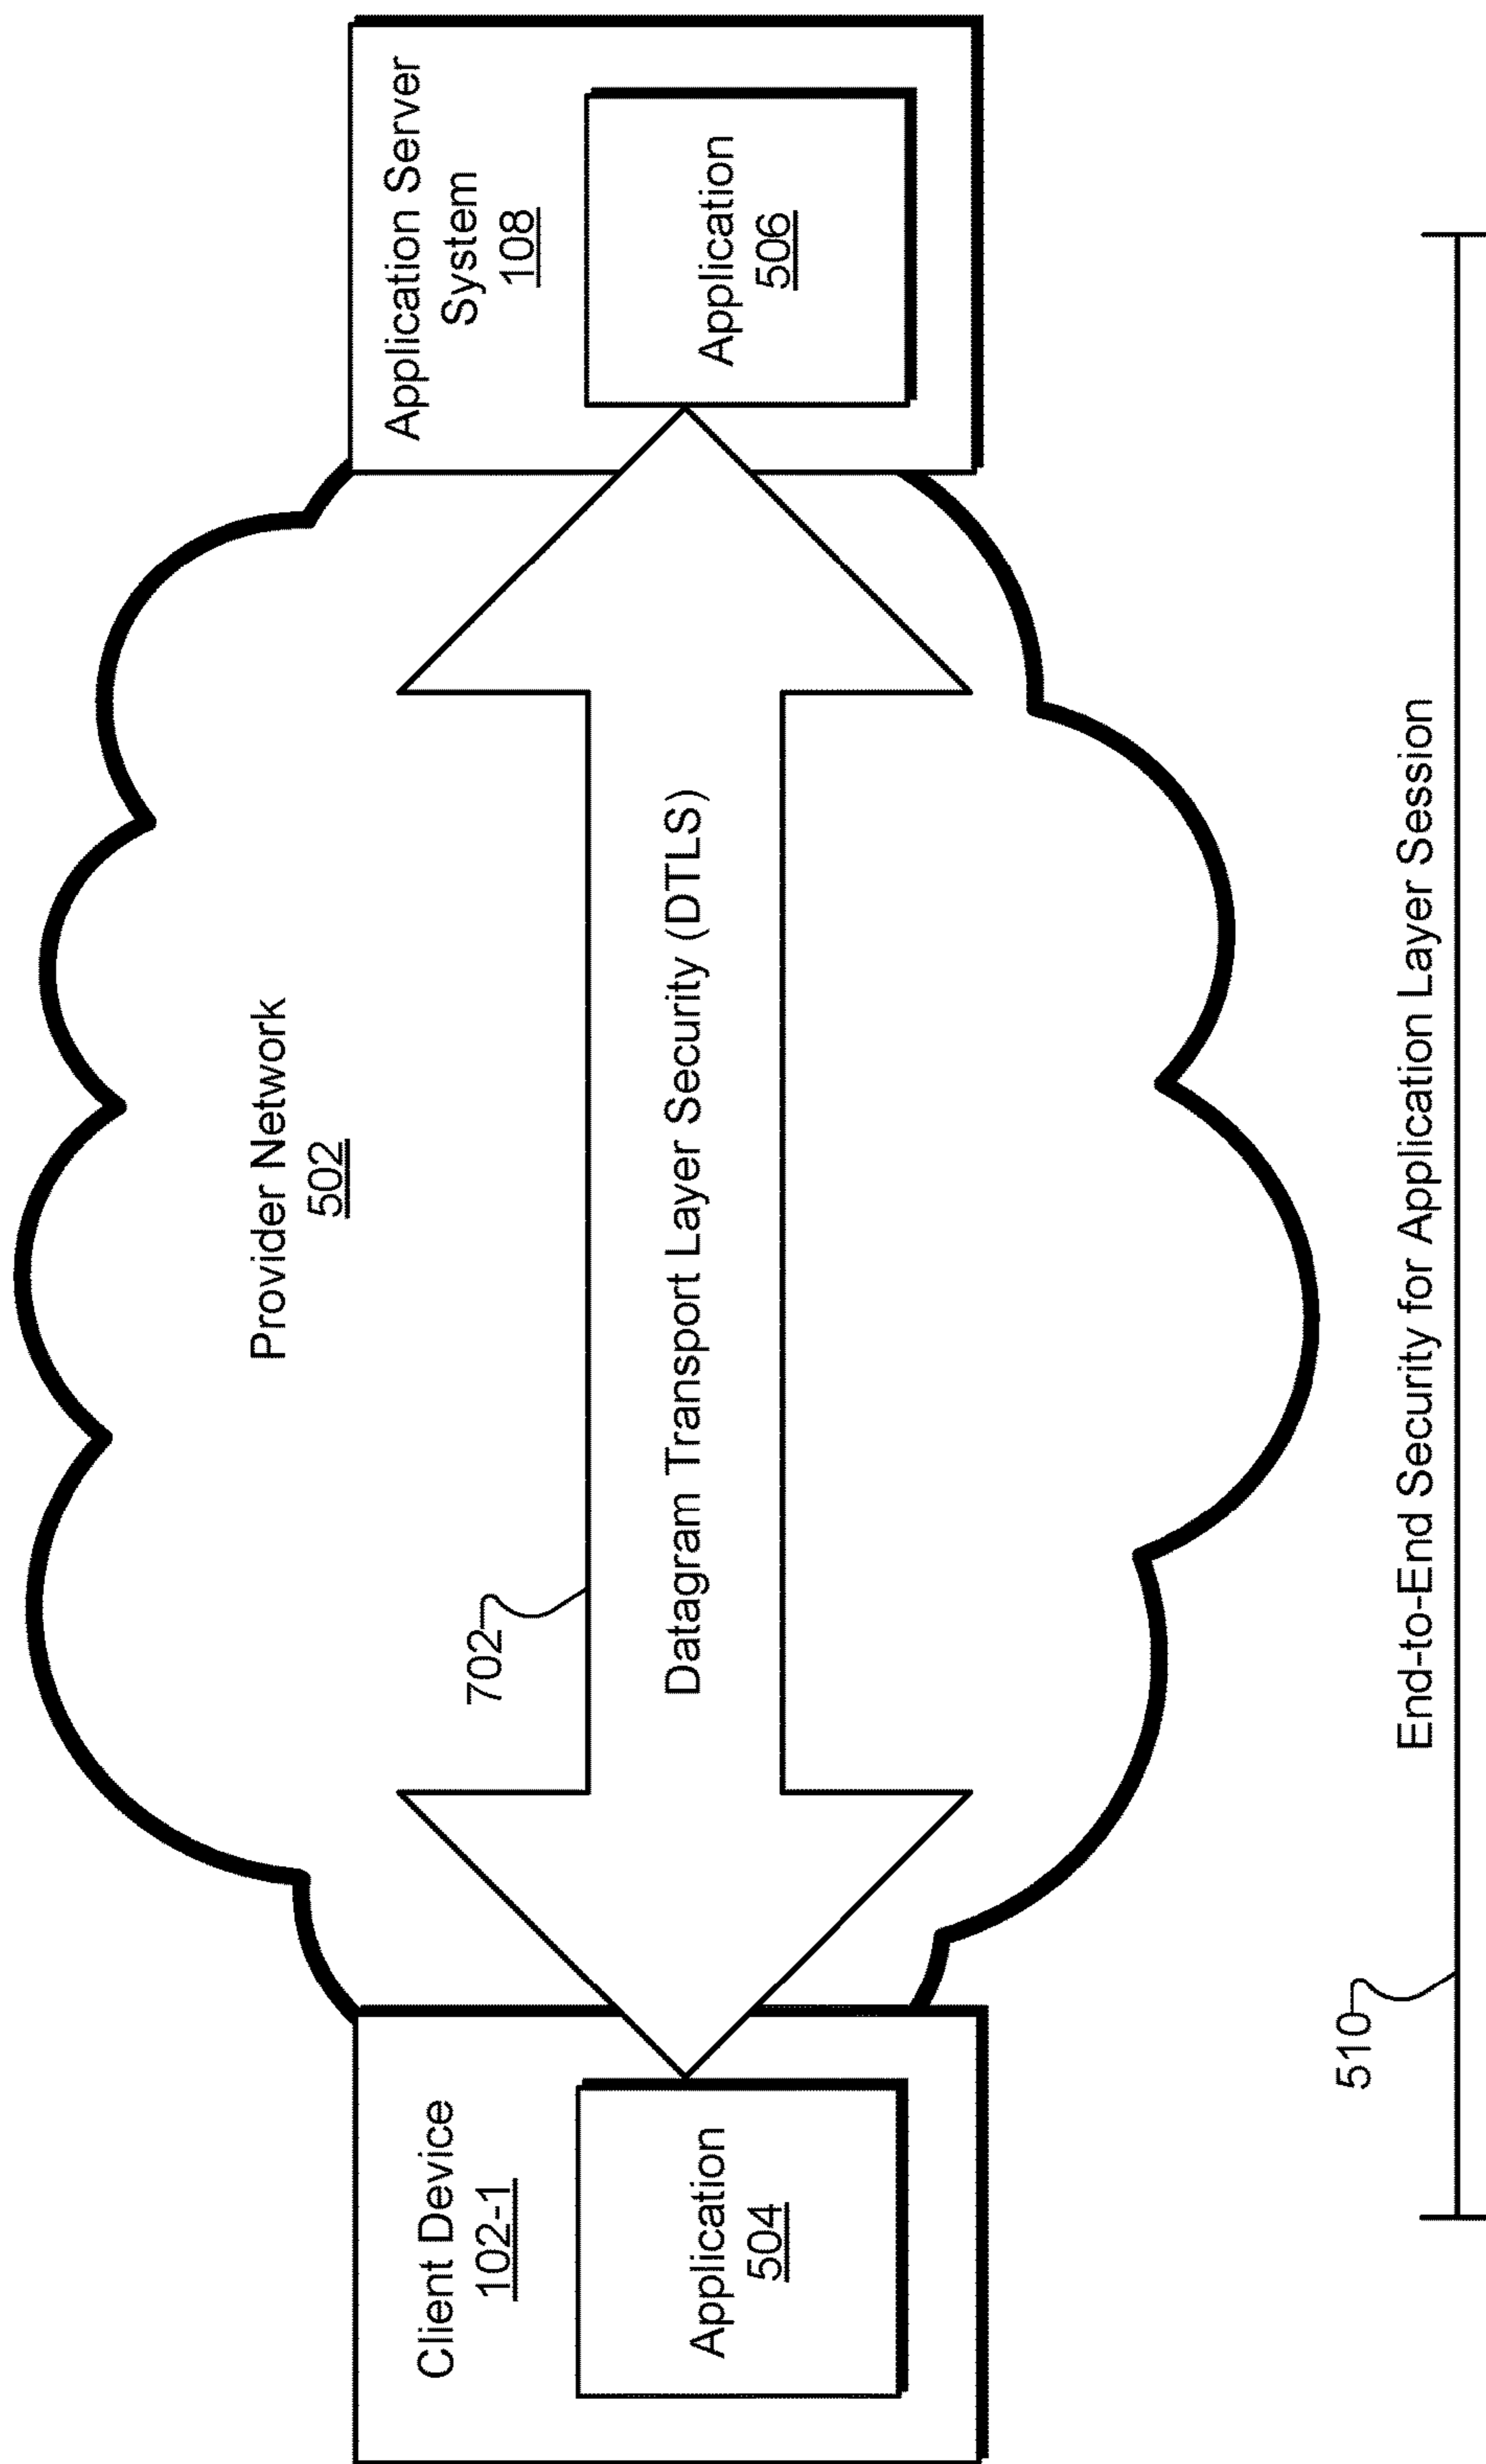 Provider Network
502
Client Device
102-1
Application
504
702
Datagram Transport Layer Security (DTLS)
Application Server
System
108
Application
506
510
End-to-End Security for Application Layer Session